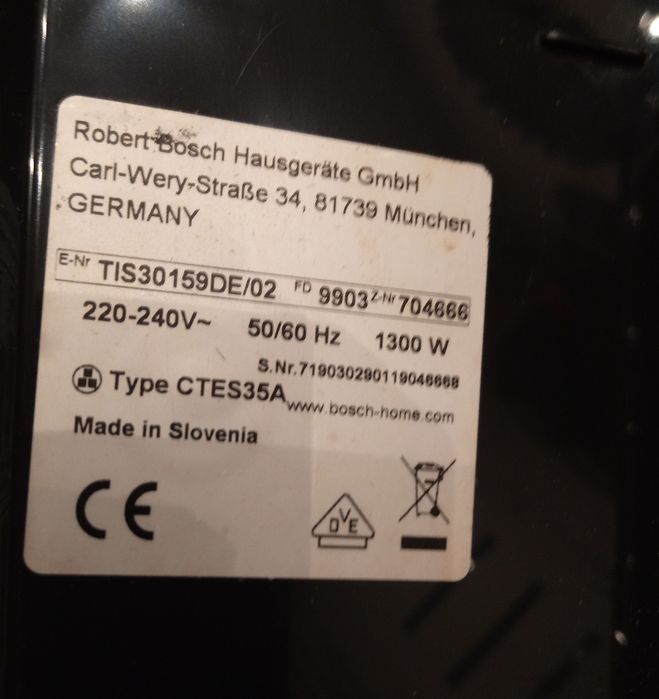 Robert Bosch Hausgeräte GmbH
Carl-Wery-Straße 34, 81739 München,
GERMANY
E-Nr TIS30159DE/02 FD 9903 Z-Nr 704666
220-240V~ 50/60 Hz 1300 W
S.Nr.719030290119046668
Type CTES35A
www.bosch-home.com
Made in Slovenia
CE
DVE